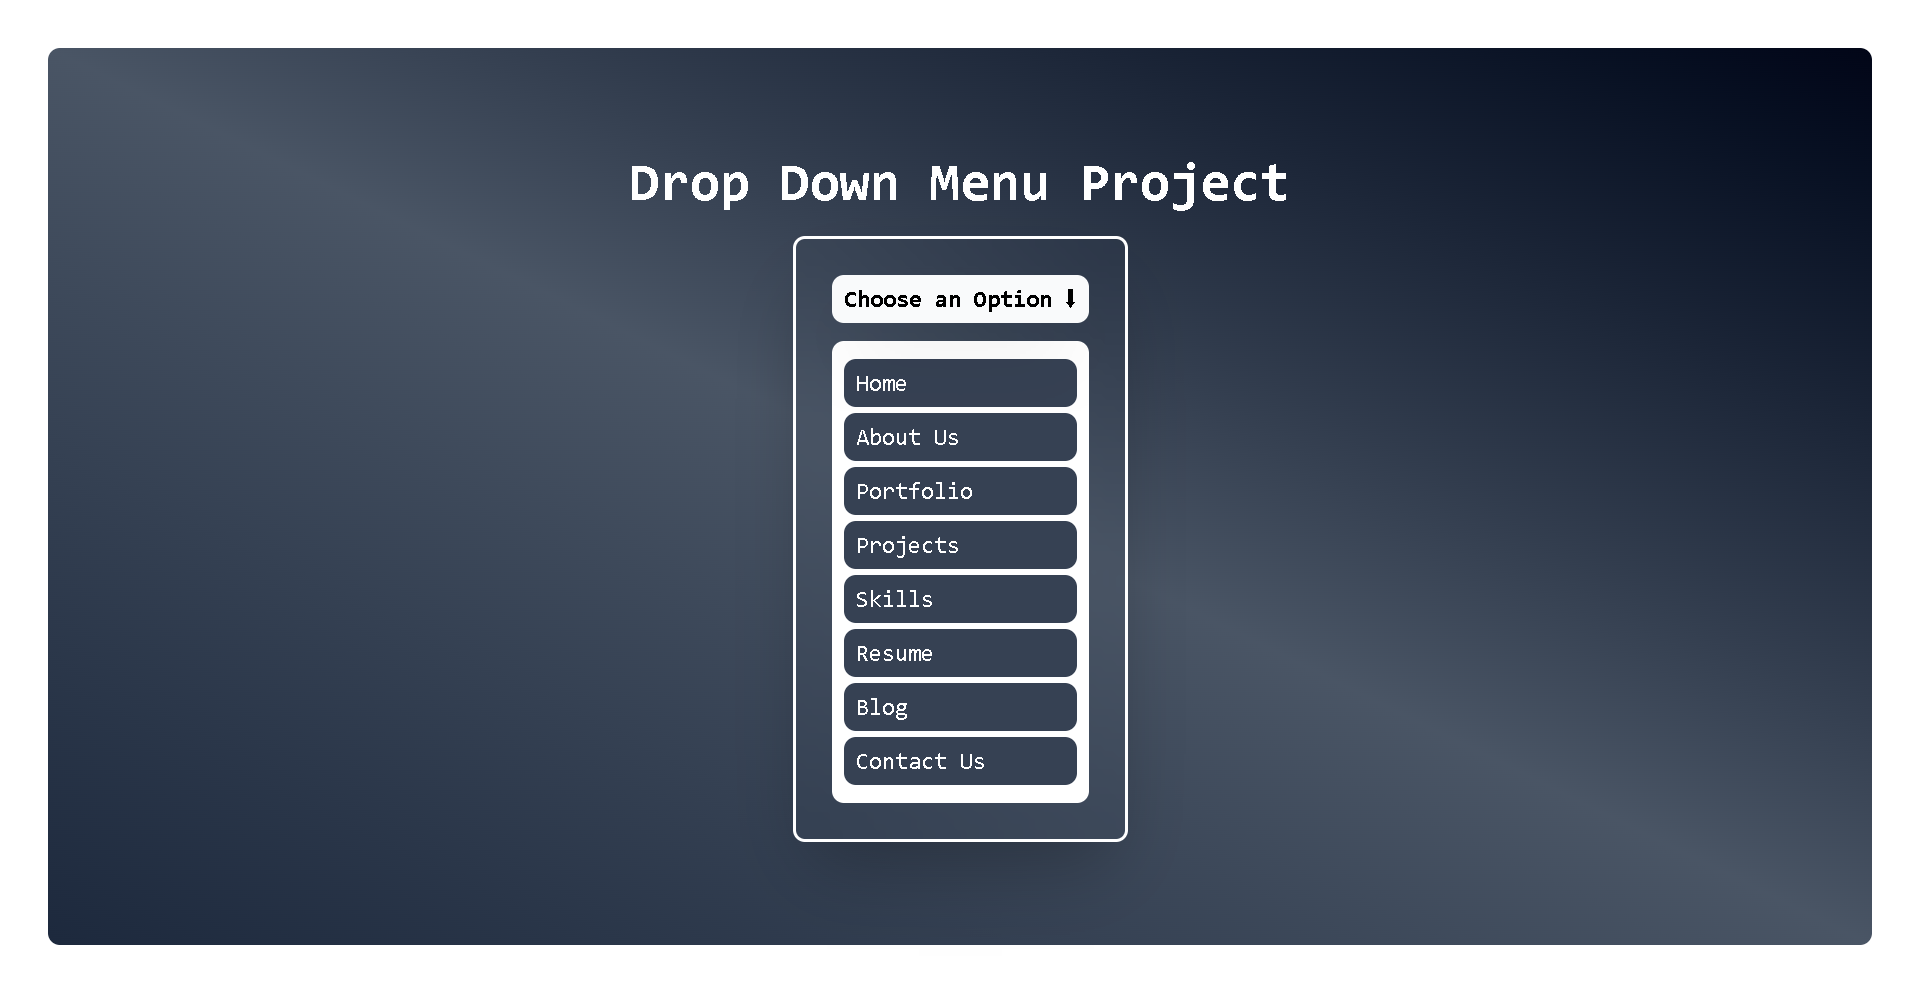 Drop Down Menu Project
Choose an Option ⬇
Home
About Us
Portfolio
Projects
Skills
Resume
Blog
Contact Us